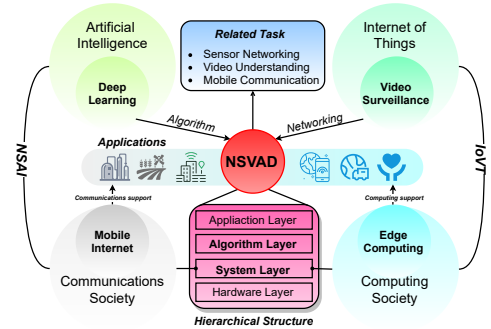 Artificial
Intelligence
Deep
Learning
Related Task
• Sensor Networking
• Video Understanding
• Mobile Communication
Internet of
Things
Video
Surveillance
Algorithm
Networking
NSAI
IoVT
Applications
NSVAD
Communications support
Computing support
Mobile
Internet
Communications
Society
Appliaction Layer
Algorithm Layer
System Layer
Hardware Layer
Hierarchical Structure
Edge
Computing
Computing
Society